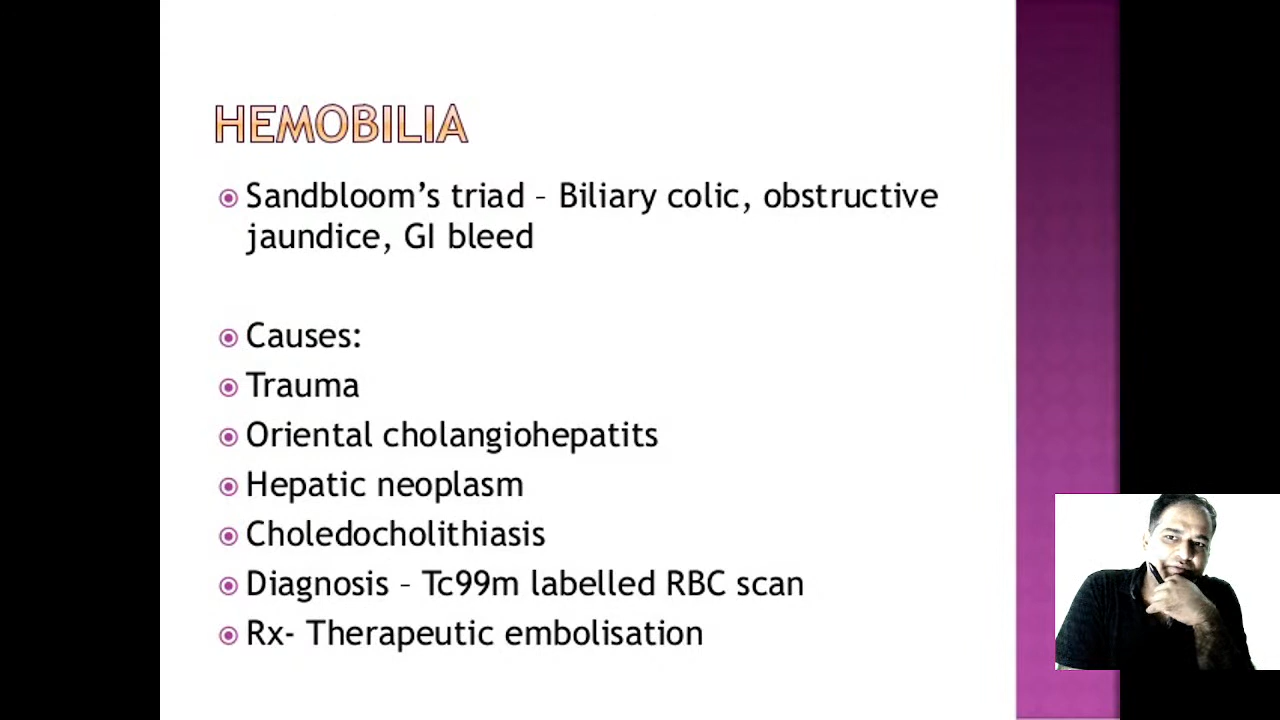 HEMOBILIA
Sandbloom’s triad – Biliary colic, obstructive
jaundice, GI bleed
Causes:
Trauma
Oriental cholangiohepatits
Hepatic neoplasm
Choledocholithiasis
Diagnosis – Tc99m labelled RBC scan
Rx- Therapeutic embolisation